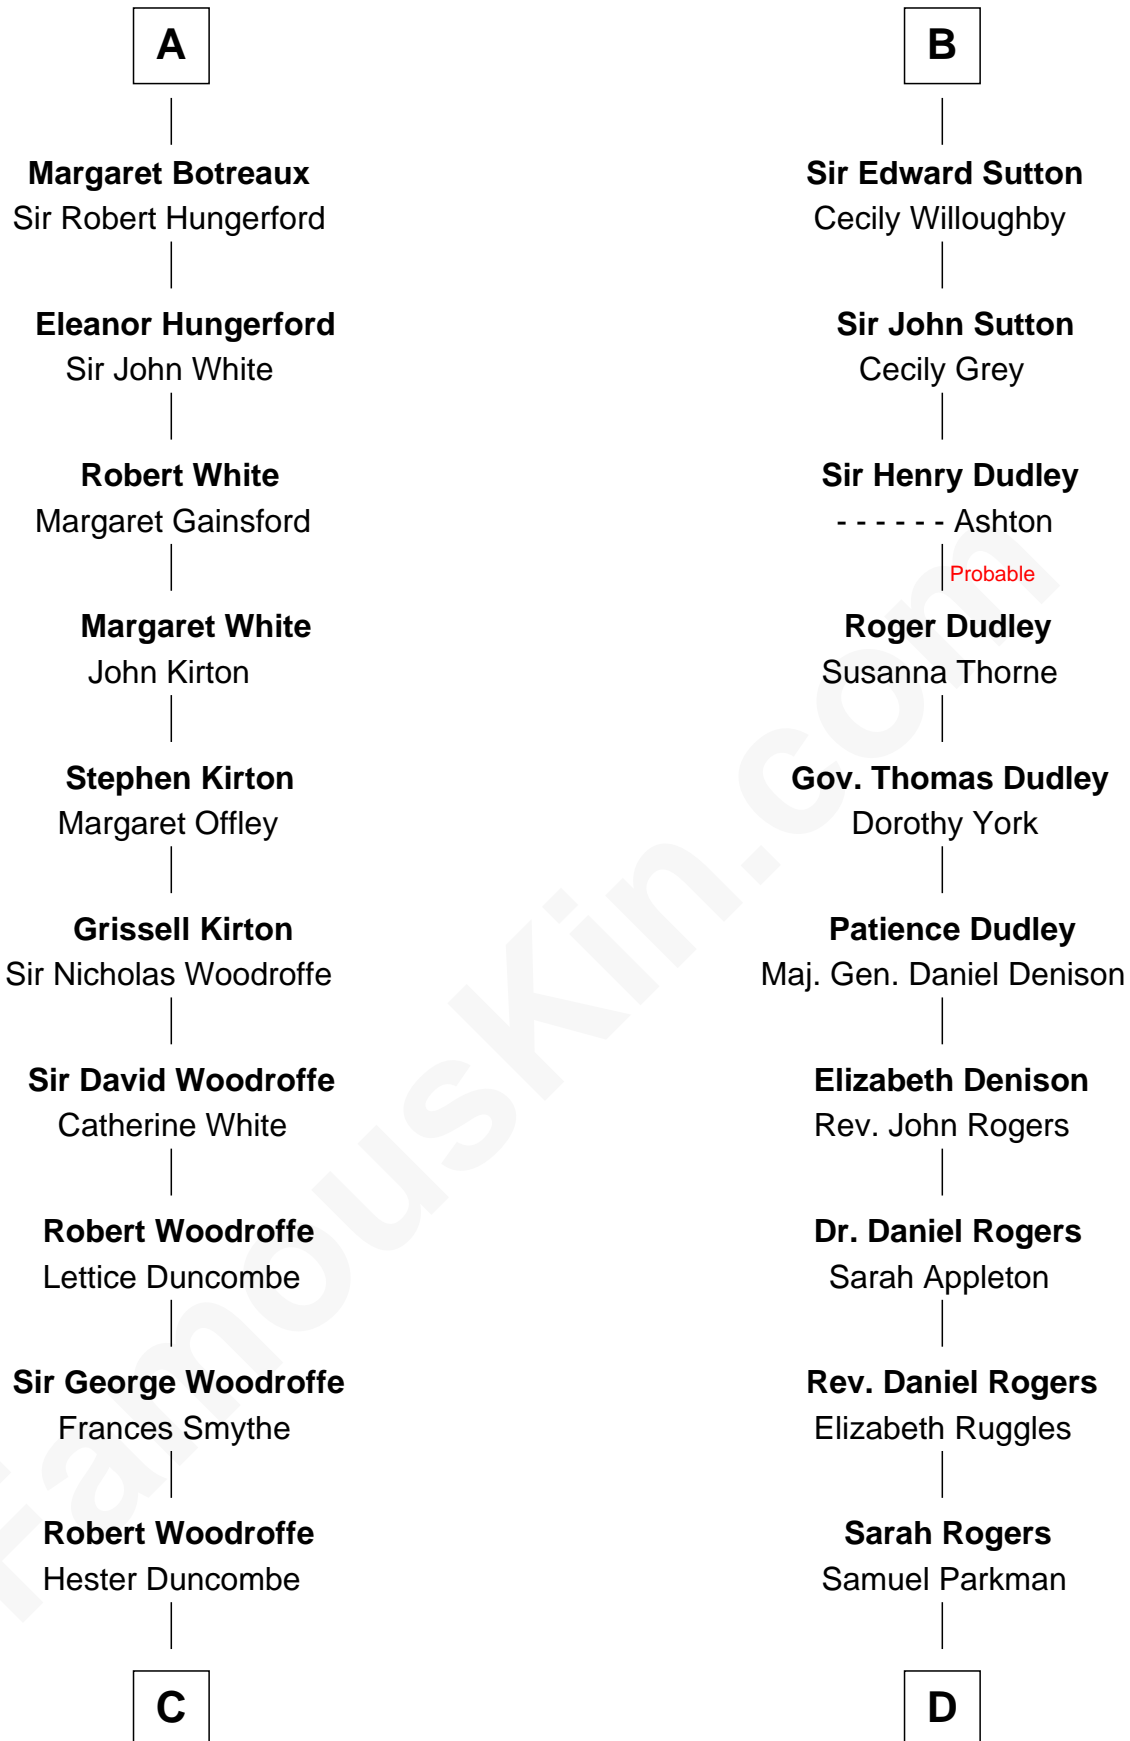 A
Margaret Botreaux
Sir Robert Hungerford
Eleanor Hungerford
Sir John White
Robert White
Margaret Gainsford
Margaret White
John Kirton
Stephen Kirton
Margaret Offley
Grissell Kirton
Sir Nicholas Woodroffe
Sir David Woodroffe
Catherine White
Robert Woodroffe
Lettice Duncombe
Sir George Woodroffe
Frances Smythe
Robert Woodroffe
Hester Duncombe
C
B
Sir Edward Sutton
Cecily Willoughby
Sir John Sutton
Cecily Grey
Sir Henry Dudley
- - - - - - Ashton
Probable
Roger Dudley
Susanna Thorne
Gov. Thomas Dudley
Dorothy York
Patience Dudley
Maj. Gen. Daniel Denison
Elizabeth Denison
Rev. John Rogers
Dr. Daniel Rogers
Sarah Appleton
Rev. Daniel Rogers
Elizabeth Ruggles
Sarah Rogers
Samuel Parkman
D
FamousKin.com